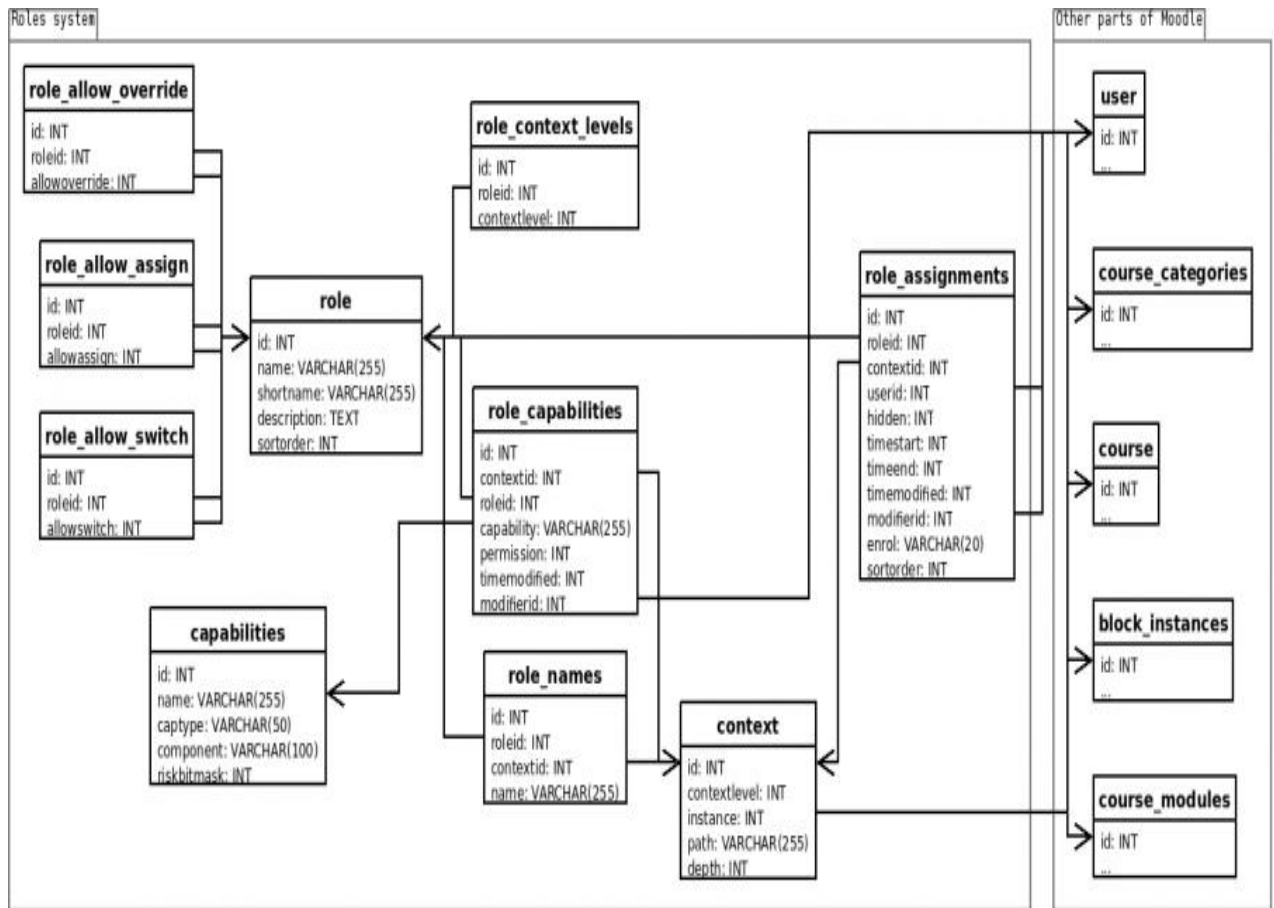 Roles system
role_allow_override
id: INT
roleid: INT
allowoverride: INT
role_allow_assign
id: INT
roleid: INT
allowassign: INT
role_allow_switch
id: INT
roleid: INT
allowswitch: INT
role
id: INT
name: VARCHAR(255)
shortname: VARCHAR(255)
description: TEXT
sortorder: INT
capabilities
id: INT
name: VARCHAR(255)
captype: VARCHAR(50)
component: VARCHAR(100)
riskbitmask: INT
role_context_levels
id: INT
roleid: INT
contextlevel: INT
role_capabilities
id: INT
contextid: INT
roleid: INT
capability: VARCHAR(255)
permission: INT
timemodified: INT
modifierid: INT
role_names
id: INT
roleid: INT
contextid: INT
name: VARCHAR(255)
context
id: INT
contextlevel: INT
instance: INT
path: VARCHAR(255)
depth: INT
role_assignments
id: INT
roleid: INT
contextid: INT
userid: INT
hidden: INT
timestart: INT
timeend: INT
timemodified: INT
modifierid: INT
enrol: VARCHAR(20)
sortorder: INT
Other parts of Moodle
user
id: INT
...
course_categories
id: INT
...
course
id: INT
...
block_instances
id: INT
...
course_modules
id: INT
...